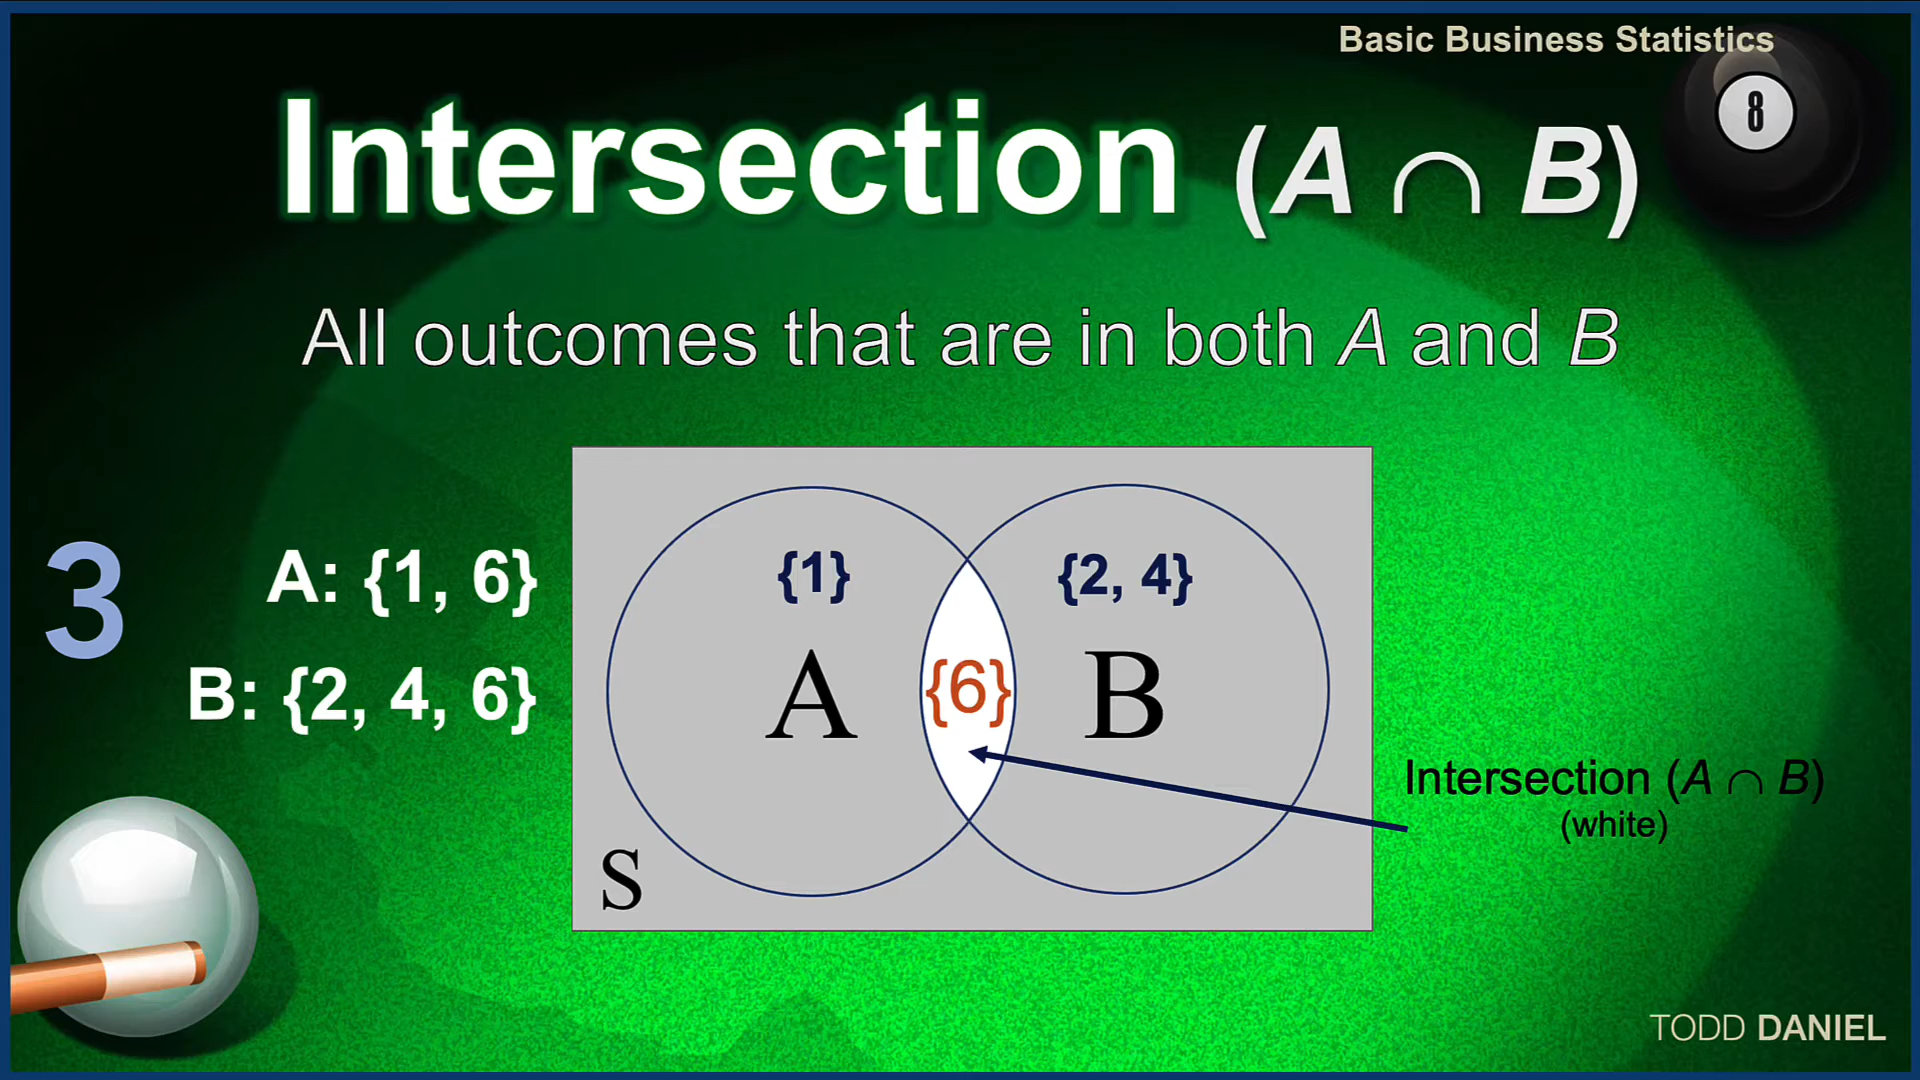 Basic Business Statistics
8
Intersection (A ∩ B)
All outcomes that are in both A and B
3
A: {1, 6}
B: {2, 4, 6}
{1}
{2, 4}
A
{6}
B
S
Intersection (A ∩ B)
(white)
TODD DANIEL